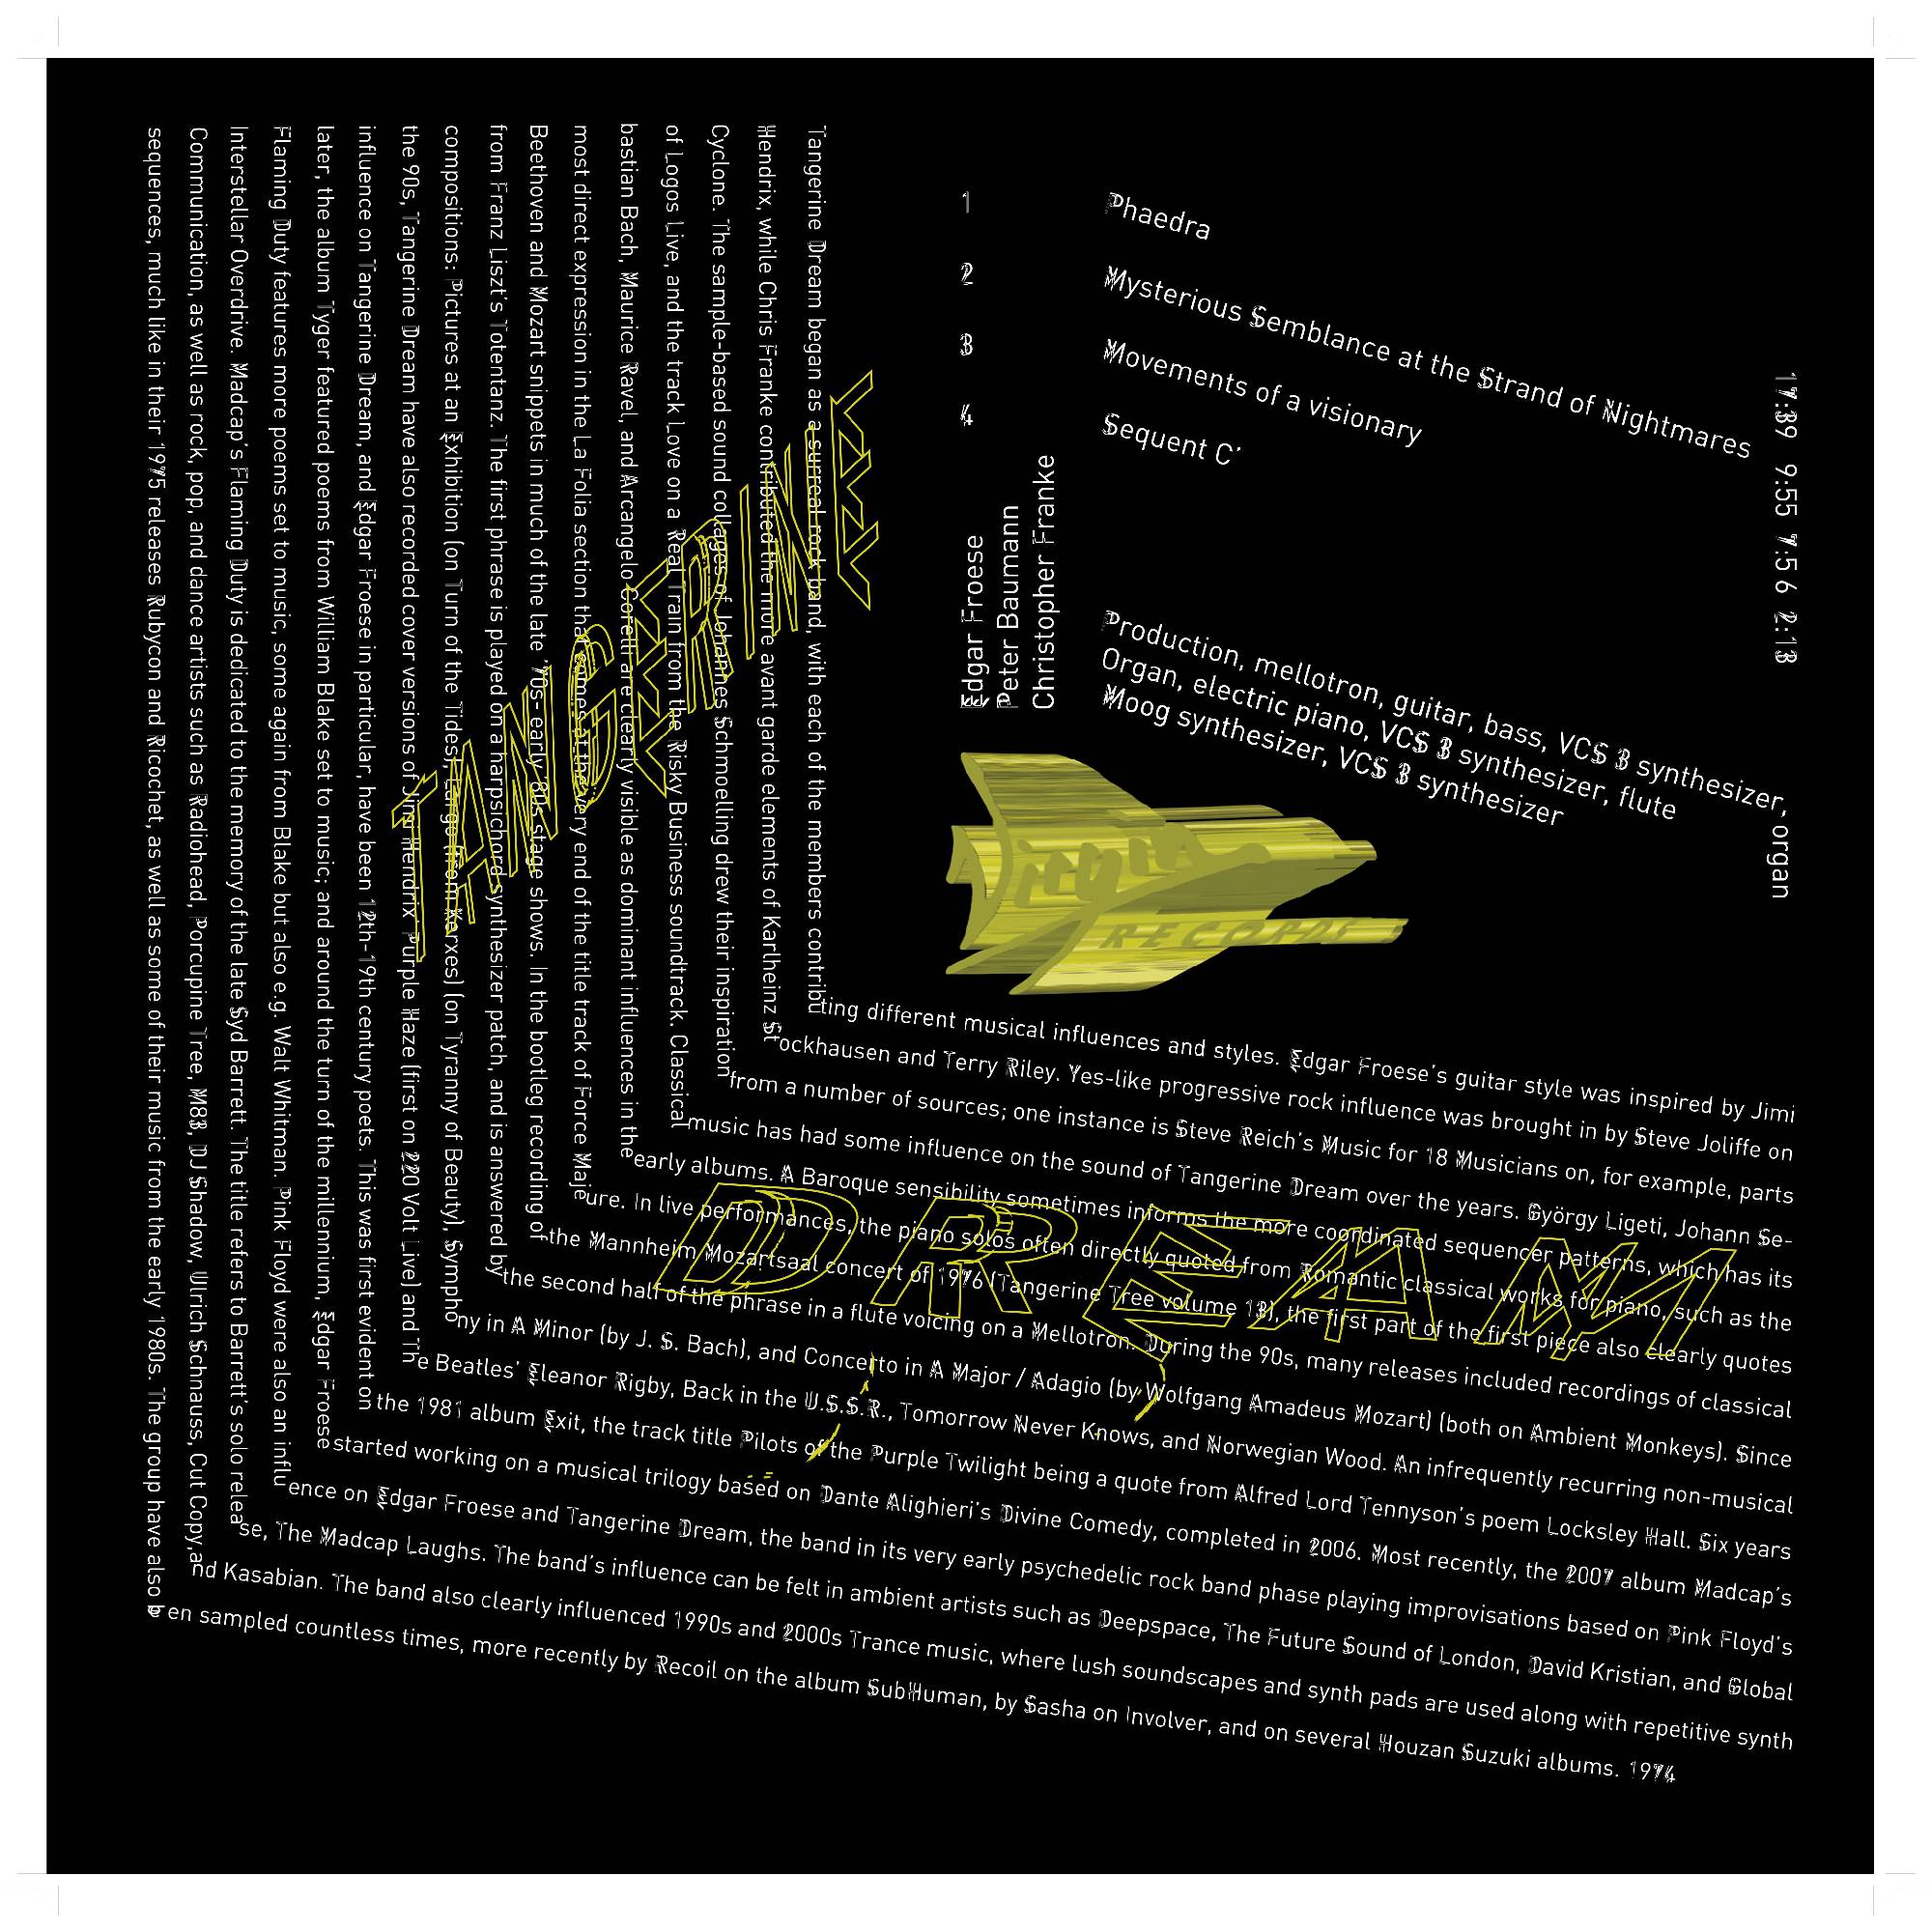 1 Phaedra 17:39
2 Mysterious Semblance at the Strand of Nightmares 9:55
3 Movements of a visionary 7:56
4 Sequent C' 2:13
Edgar Froese Production, mellotron, guitar, bass, VCS 3 synthesizer, organ
Peter Baumann Organ, electric piano, VCS 3 synthesizer, flute
Christopher Franke Moog synthesizer, VCS 3 synthesizer
Virgin
RECORDS
TANGERINE
DREAM
Tangerine Dream began as a surreal rock band, with each of the members contributing different musical influences and styles. Edgar Froese's guitar style was inspired by Jimi
Hendrix, while Chris Franke contributed the more avant garde elements of Karlheinz Stockhausen and Terry Riley. Yes-like progressive rock influence was brought in by Steve Joliffe on
Cyclone. The sample-based sound collages of Johannes Schmoelling drew their inspiration from a number of sources; one instance is Steve Reich's Music for 18 Musicians on, for example, parts
of Logos Live, and the track Love on a Real Train from the Risky Business soundtrack. Classical music has had some influence on the sound of Tangerine Dream over the years. György Ligeti, Johann Se-
bastian Bach, Maurice Ravel, and Arcangelo Corelli are clearly visible as dominant influences in the early albums. A Baroque sensibility sometimes informs the more coordinated sequencer patterns, which has its
most direct expression in the La Folia section that comes at the very end of the title track of Force Majeure. In live performances, the piano solos often directly quoted from Romantic classical works for piano, such as the
Beethoven and Mozart snippets in much of the late '70s- early '80s stage shows. In the bootleg recording of the Mannheim Mozartsaal concert of 1976 (Tangerine Tree volume 13), the first part of the first piece also clearly quotes
from Franz Liszt's Totentanz. The first phrase is played on a harpsichord synthesizer patch, and is answered by the second half of the phrase in a flute voicing on a Mellotron. During the 90s, many releases included recordings of classical
compositions: Pictures at an Exhibition (on Turn of the Tides), Largo (from Xerxes) (on Tyranny of Beauty), Symphony in A Minor (by J. S. Bach), and Concerto in A Major / Adagio (by Wolfgang Amadeus Mozart) (both on Ambient Monkeys). Since
the 90s, Tangerine Dream have also recorded cover versions of Jimi Hendrix' Purple Haze (first on 220 Volt Live) and The Beatles' Eleanor Rigby, Back in the U.S.S.R., Tomorrow Never Knows, and Norwegian Wood. An infrequently recurring non-musical
influence on Tangerine Dream, and Edgar Froese in particular, have been 12th-19th century poets. This was first evident on the 1981 album Exit, the track title Pilots of the Purple Twilight being a quote from Alfred Lord Tennyson's poem Locksley Hall. Six years
later, the album Tyger featured poems from William Blake set to music; and around the turn of the millennium, Edgar Froese started working on a musical trilogy based on Dante Alighieri's Divine Comedy, completed in 2006. Most recently, the 2007 album Madcap's
Flaming Duty features more poems set to music, some again from Blake but also e.g. Walt Whitman. Pink Floyd were also an influence on Edgar Froese and Tangerine Dream, the band in its very early psychedelic rock band phase playing improvisations based on Pink Floyd's
Interstellar Overdrive. Madcap's Flaming Duty is dedicated to the memory of the late Syd Barrett. The title refers to Barrett's solo release, The Madcap Laughs. The band's influence can be felt in ambient artists such as Deepspace, The Future Sound of London, David Kristian, and Global
Communication, as well as rock, pop, and dance artists such as Radiohead, Porcupine Tree, M83, DJ Shadow, Ulrich Schnauss, Cut Copy,and Kasabian. The band also clearly influenced 1990s and 2000s Trance music, where lush soundscapes and synth pads are used along with repetitive synth
sequences, much like in their 1975 releases Rubycon and Ricochet, as well as some of their music from the early 1980s. The group have also been sampled countless times, more recently by Recoil on the album SubHuman, by Sasha on Involver, and on several Houzan Suzuki albums. 1974